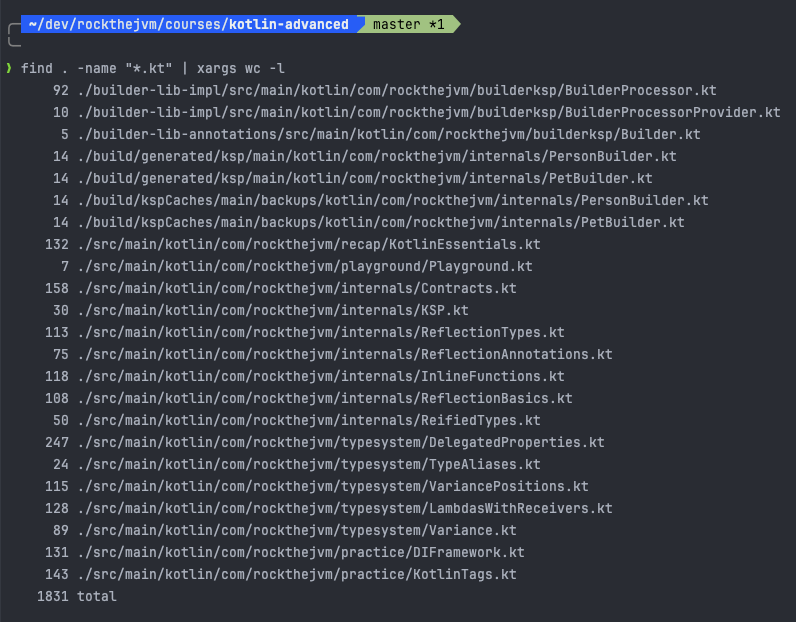 ~/dev/rockthejvm/courses/kotlin-advanced master *1
❯ find . -name "*.kt" | xargs wc -l
92 ./builder-lib-impl/src/main/kotlin/com/rockthejvm/builderksp/BuilderProcessor.kt
10 ./builder-lib-impl/src/main/kotlin/com/rockthejvm/builderksp/BuilderProcessorProvider.kt
5 ./builder-lib-annotations/src/main/kotlin/com/rockthejvm/builderksp/Builder.kt
14 ./build/generated/ksp/main/kotlin/com/rockthejvm/internals/PersonBuilder.kt
14 ./build/generated/ksp/main/kotlin/com/rockthejvm/internals/PetBuilder.kt
14 ./build/kspCaches/main/backups/kotlin/com/rockthejvm/internals/PersonBuilder.kt
14 ./build/kspCaches/main/backups/kotlin/com/rockthejvm/internals/PetBuilder.kt
132 ./src/main/kotlin/com/rockthejvm/recap/KotlinEssentials.kt
7 ./src/main/kotlin/com/rockthejvm/playground/Playground.kt
158 ./src/main/kotlin/com/rockthejvm/internals/Contracts.kt
30 ./src/main/kotlin/com/rockthejvm/internals/KSP.kt
113 ./src/main/kotlin/com/rockthejvm/internals/ReflectionTypes.kt
75 ./src/main/kotlin/com/rockthejvm/internals/ReflectionAnnotations.kt
118 ./src/main/kotlin/com/rockthejvm/internals/InlineFunctions.kt
108 ./src/main/kotlin/com/rockthejvm/internals/ReflectionBasics.kt
50 ./src/main/kotlin/com/rockthejvm/internals/ReifiedTypes.kt
247 ./src/main/kotlin/com/rockthejvm/typesystem/DelegatedProperties.kt
24 ./src/main/kotlin/com/rockthejvm/typesystem/TypeAliases.kt
115 ./src/main/kotlin/com/rockthejvm/typesystem/VariancePositions.kt
128 ./src/main/kotlin/com/rockthejvm/typesystem/LambdasWithReceivers.kt
89 ./src/main/kotlin/com/rockthejvm/typesystem/Variance.kt
131 ./src/main/kotlin/com/rockthejvm/practice/DIFramework.kt
143 ./src/main/kotlin/com/rockthejvm/practice/KotlinTags.kt
1831 total